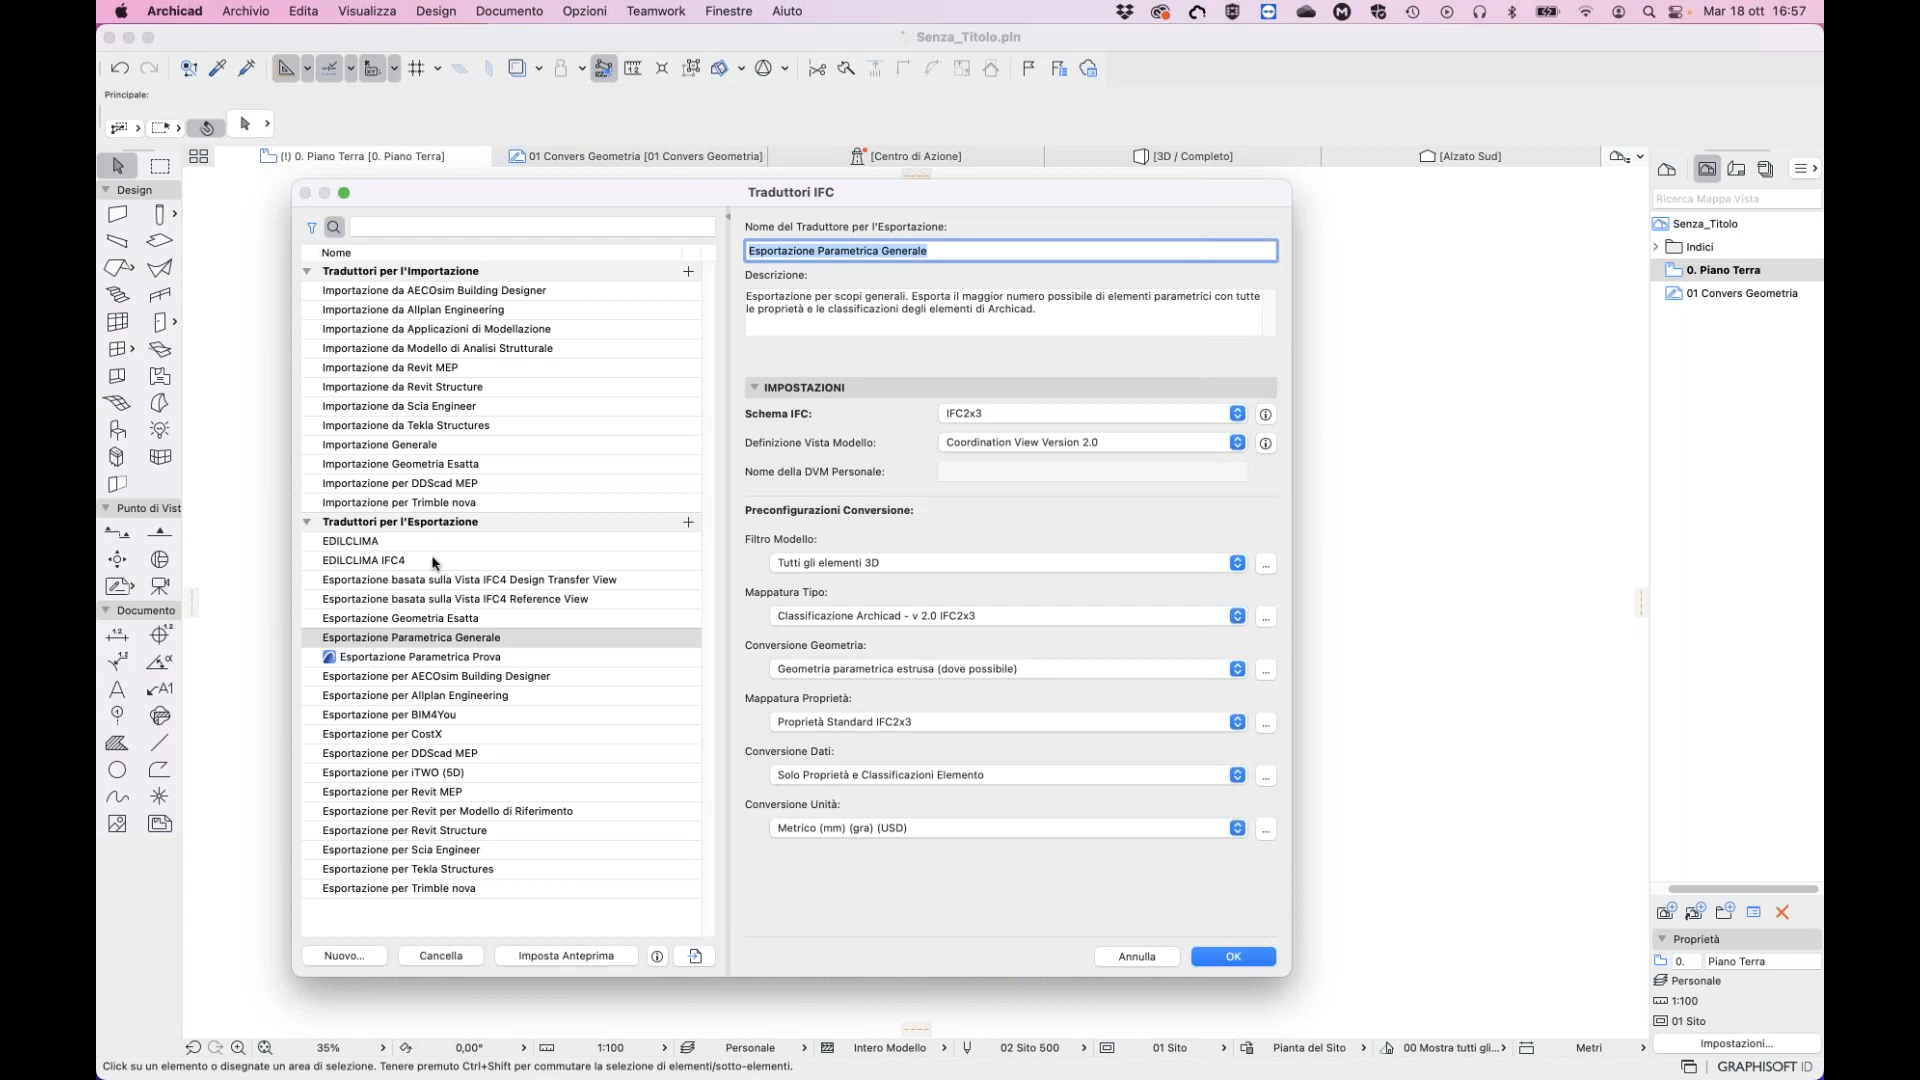 Archicad Archivio Edita Visualizza Design Documento Opzioni Teamwork Finestre Aiuto Mar 18 ott 16:57
Senza_Titolo.pln
Principale:
(!) 0. Piano Terra [0. Piano Terra] 01 Convers Geometria [01 Convers Geometria] [Centro di Azione] [3D / Completo] [Alzato Sud]
Design
Punto di Vist
Documento
Traduttori IFC
Nome
Traduttori per l'Importazione
Importazione da AECOsim Building Designer
Importazione da Allplan Engineering
Importazione da Applicazioni di Modellazione
Importazione da Modello di Analisi Strutturale
Importazione da Revit MEP
Importazione da Revit Structure
Importazione da Scia Engineer
Importazione da Tekla Structures
Importazione Generale
Importazione Geometria Esatta
Importazione per DDScad MEP
Importazione per Trimble nova
Traduttori per l'Esportazione
EDILCLIMA
EDILCLIMA IFC4
Esportazione basata sulla Vista IFC4 Design Transfer View
Esportazione basata sulla Vista IFC4 Reference View
Esportazione Geometria Esatta
Esportazione Parametrica Generale
Esportazione Parametrica Prova
Esportazione per AECOsim Building Designer
Esportazione per Allplan Engineering
Esportazione per BIM4You
Esportazione per CostX
Esportazione per DDScad MEP
Esportazione per iTWO (5D)
Esportazione per Revit MEP
Esportazione per Revit per Modello di Riferimento
Esportazione per Revit Structure
Esportazione per Scia Engineer
Esportazione per Tekla Structures
Esportazione per Trimble nova
Nuovo... Cancella Imposta Anteprima
Nome del Traduttore per l'Esportazione:
Esportazione Parametrica Generale
Descrizione:
Esportazione per scopi generali. Esporta il maggior numero possibile di elementi parametrici con tutte
le proprietà e le classificazioni degli elementi di Archicad.
IMPOSTAZIONI
Schema IFC: IFC2x3
Definizione Vista Modello: Coordination View Version 2.0
Nome della DVM Personale:
Preconfigurazioni Conversione:
Filtro Modello:
Tutti gli elementi 3D ...
Mappatura Tipo:
Classificazione Archicad - v 2.0 IFC2x3 ...
Conversione Geometria:
Geometria parametrica estrusa (dove possibile) ...
Mappatura Proprietà:
Proprietà Standard IFC2x3 ...
Conversione Dati:
Solo Proprietà e Classificazioni Elemento ...
Conversione Unità:
Metrico (mm) (gra) (USD) ...
Annulla OK
Ricerca Mappa Vista
Senza_Titolo
Indici
0. Piano Terra
01 Convers Geometria
Proprietà
0. Piano Terra
Personale
1:100
01 Sito
Impostazioni...
35% 0,00° 1:100 Personale Intero Modello 02 Sito 500 01 Sito Pianta del Sito 00 Mostra tutti gli... Metri
Click su un elemento o disegnate un area di selezione. Tenere premuto Ctrl+Shift per commutare la selezione di elementi/sotto-elementi.
GRAPHISOFT ID